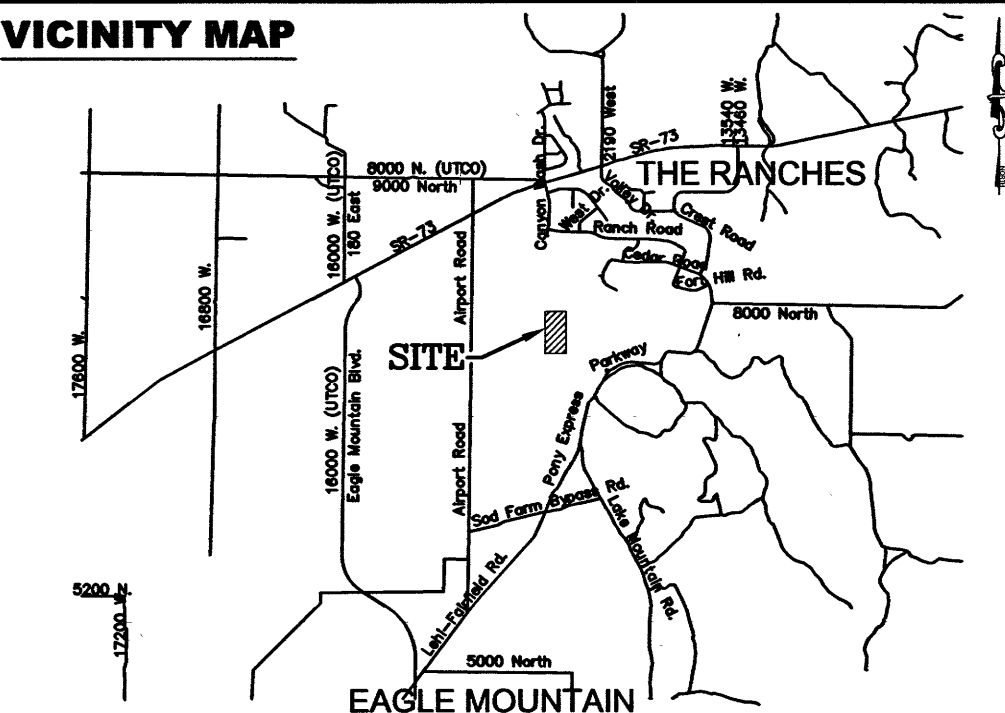 VICINITY MAP
2190 West
13540 W.
13460 W.
SR-73
THE RANCHES
8000 N. (UTCO)
9000 North
Canyon Wash Dr.
16000 W. (UTCO)
180 East
Valley Dr.
West Dr.
Crest Road
Ranch Road
SR-73
Airport Road
Cedar Road
Fort Hill Rd.
16800 W.
8000 North
17600 W.
SITE
Parkway
16000 W. (UTCO)
Eagle Mountain Blvd.
Airport Road
Pony Express
Sod Farm Bypass Rd.
Lake Mountain Rd.
Lehi-Fairfield Rd.
5200 N.
17200 W.
5000 North
EAGLE MOUNTAIN